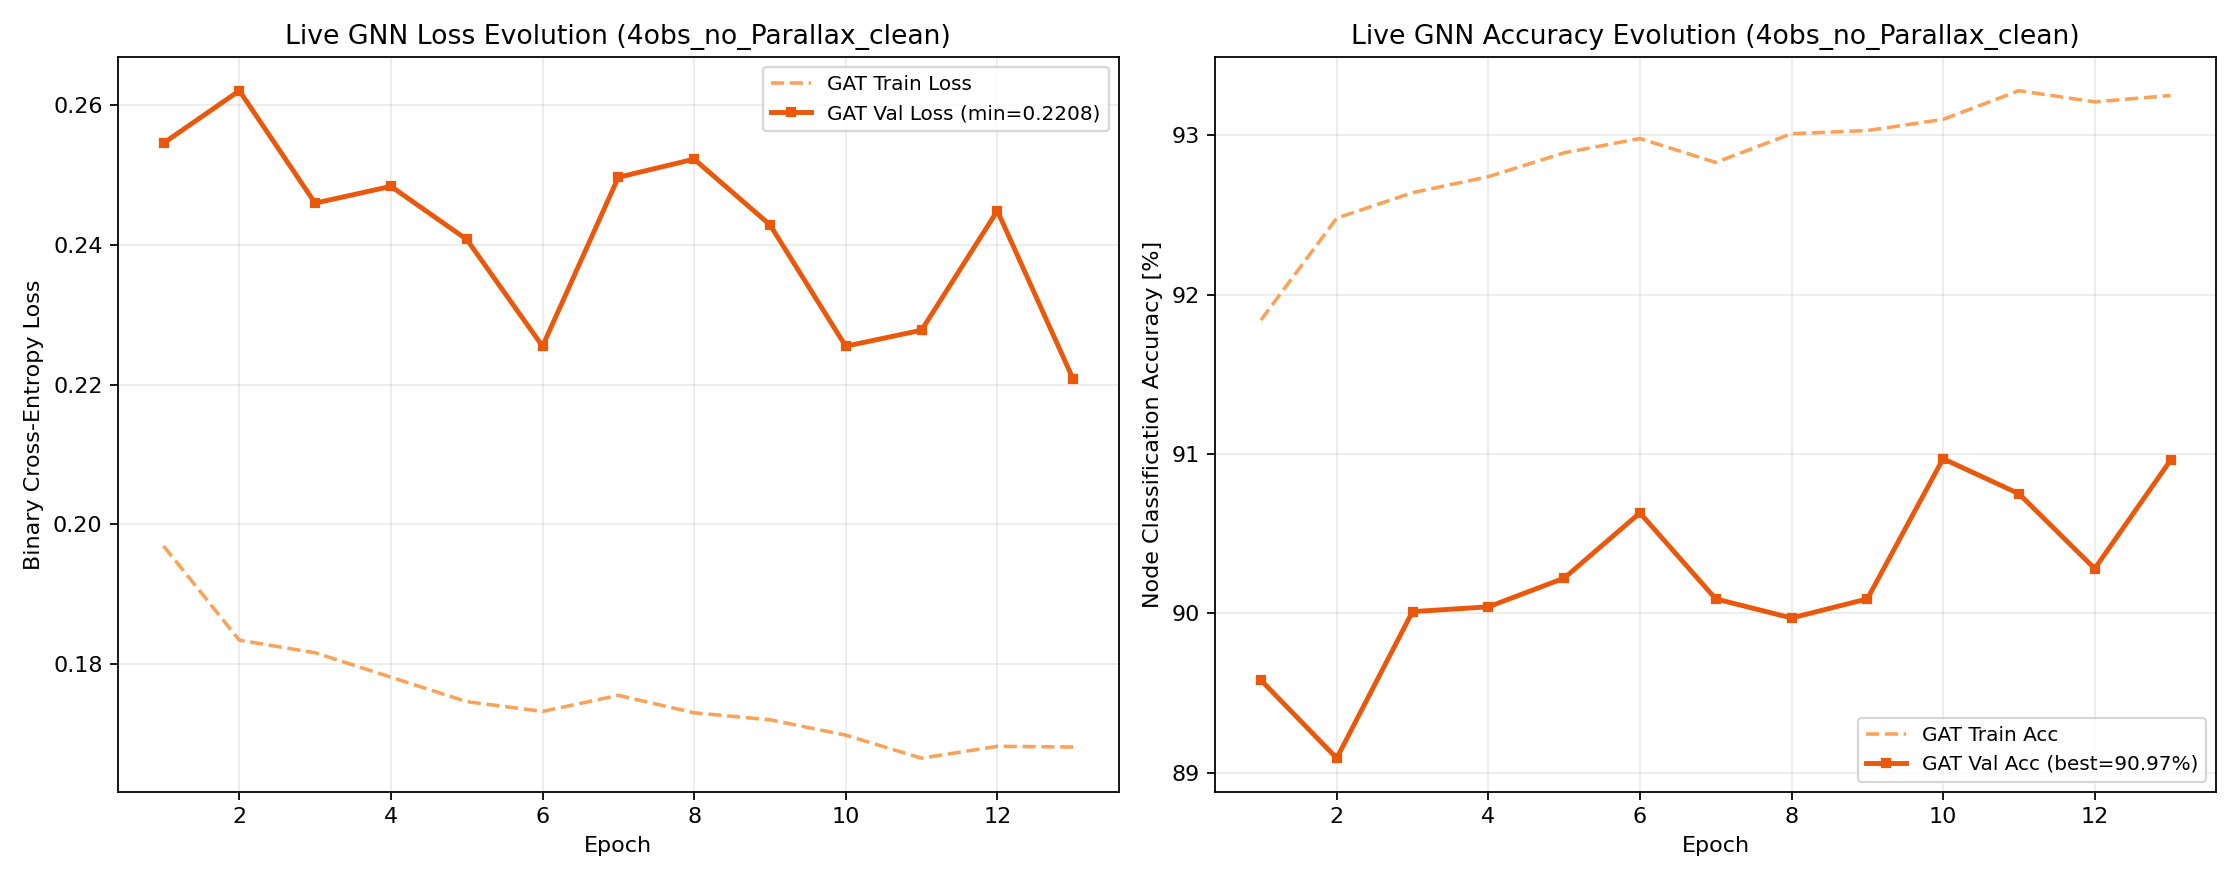 Live GNN Loss Evolution (4obs_no_Parallax_clean)
GAT Train Loss
GAT Val Loss (min=0.2208)
0.26
0.24
0.22
0.20
0.18
Binary Cross-Entropy Loss
2
4
6
8
10
12
Epoch
Live GNN Accuracy Evolution (4obs_no_Parallax_clean)
93
92
91
90
89
Node Classification Accuracy [%]
GAT Train Acc
GAT Val Acc (best=90.97%)
2
4
6
8
10
12
Epoch